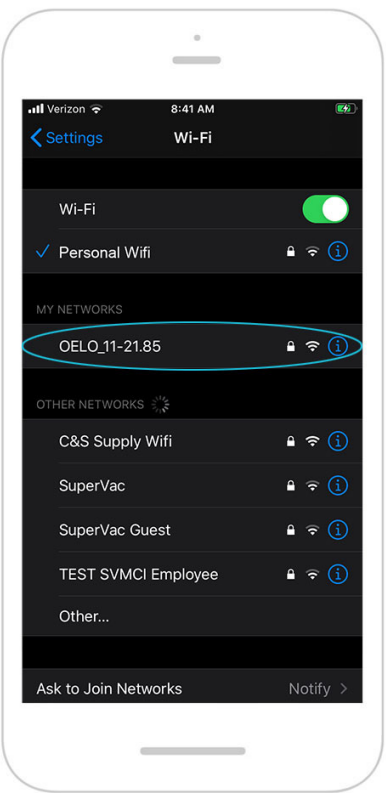 Verizon 8:41 AM
Settings Wi-Fi
Wi-Fi
Personal Wifi
MY NETWORKS
OELO_11-21.85
OTHER NETWORKS
C&S Supply Wifi
SuperVac
SuperVac Guest
TEST SVMCI Employee
Other...
Ask to Join Networks Notify